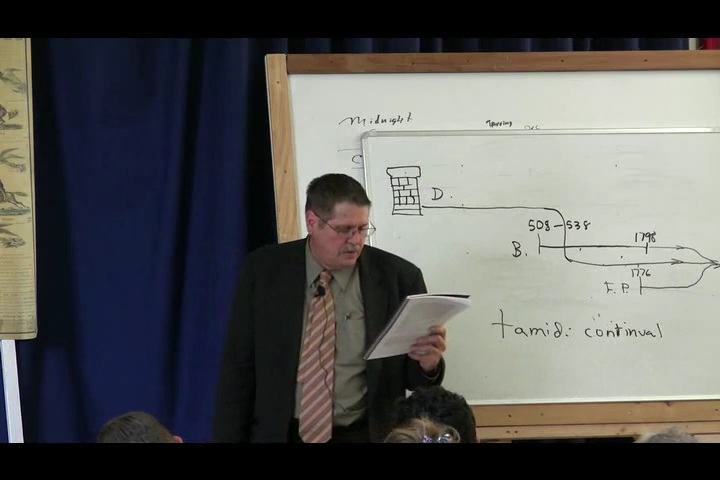 Midnight
D.
508 538
1798
B.
1776
F. P.
tamid: continual